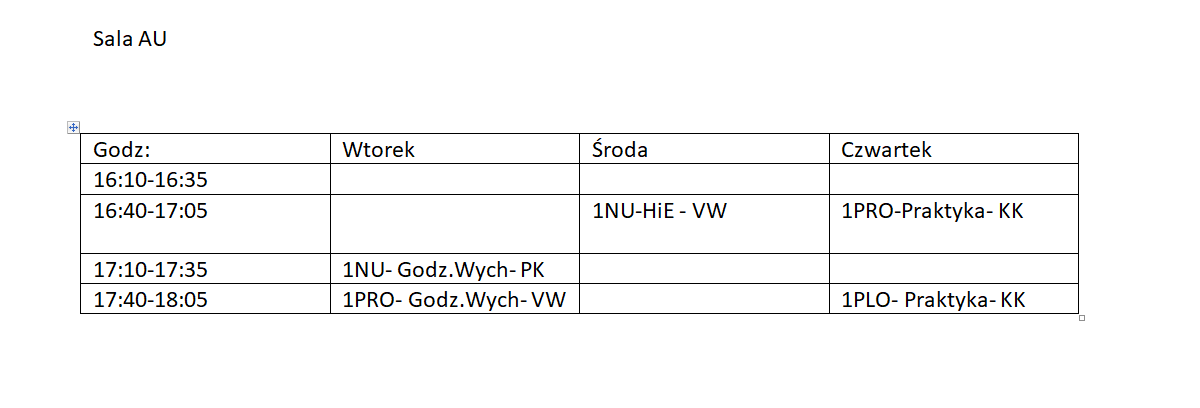 Sala AU
Godz: Wtorek Środa Czwartek
16:10-16:35
16:40-17:05 1NU-HiE - VW 1PRO-Praktyka- KK
17:10-17:35 1NU- Godz.Wych- PK
17:40-18:05 1PRO- Godz.Wych- VW 1PLO- Praktyka- KK